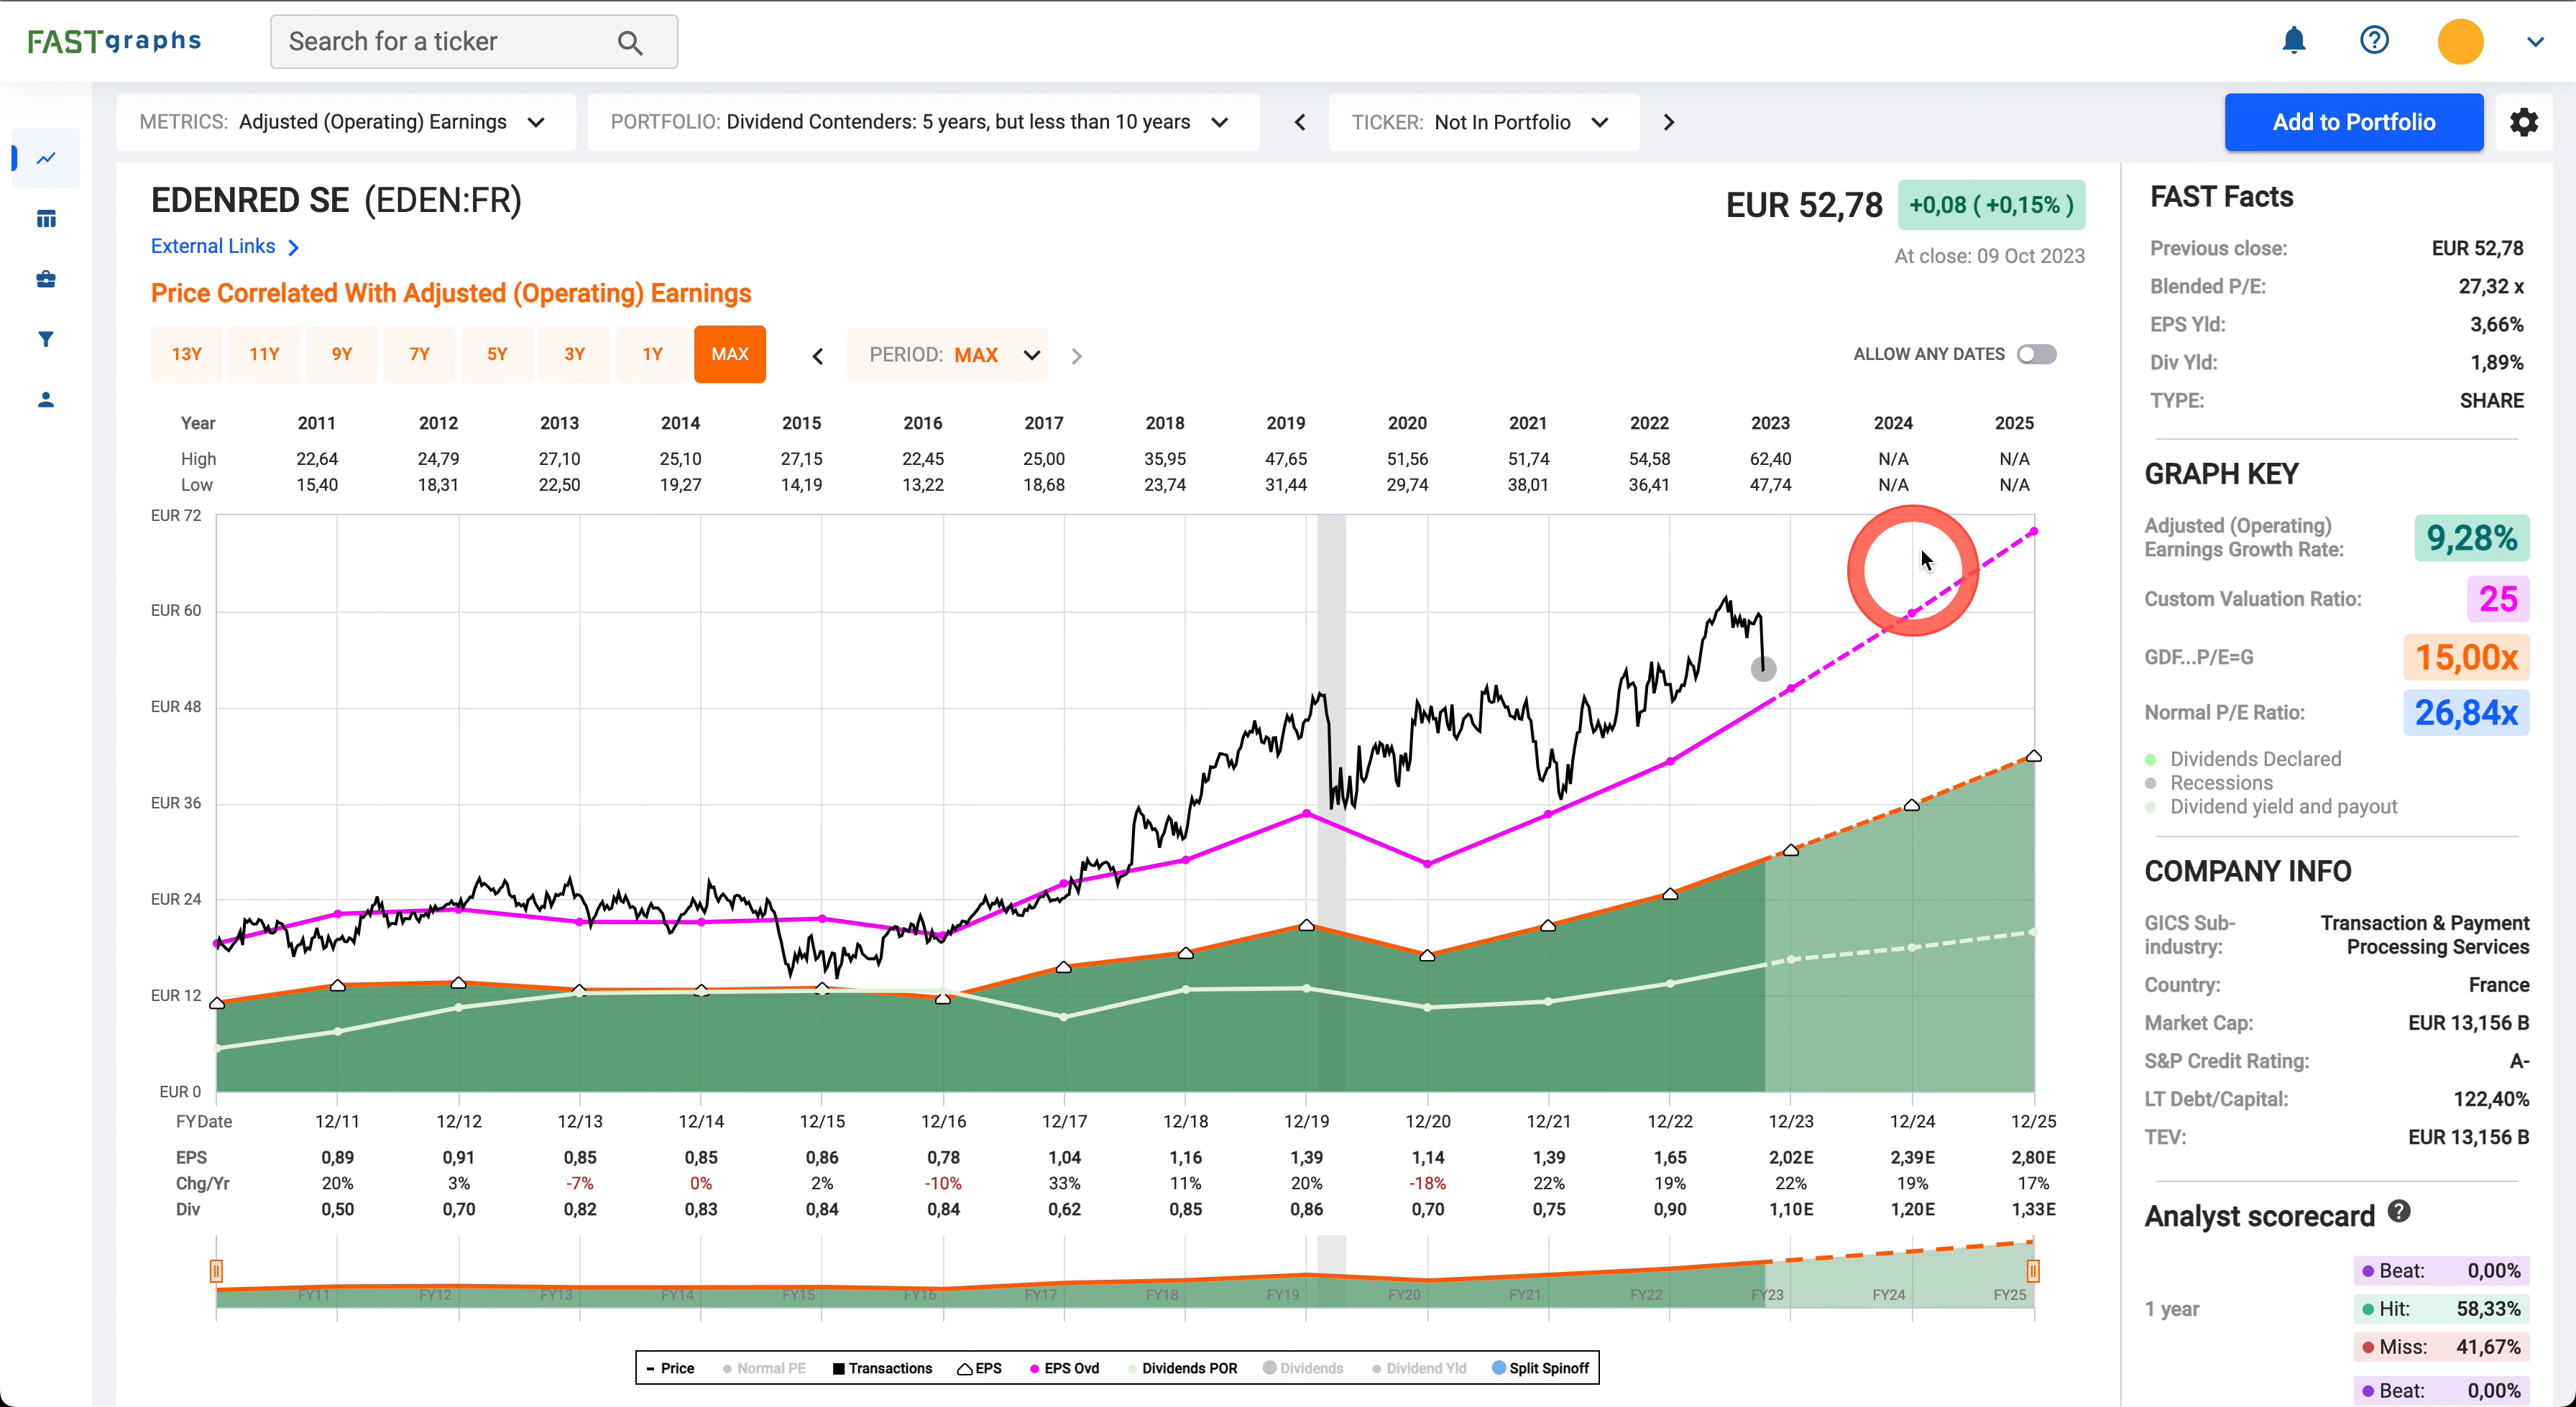 FASTgraphs
Search for a ticker
METRICS: Adjusted (Operating) Earnings
PORTFOLIO: Dividend Contenders: 5 years, but less than 10 years
TICKER: Not In Portfolio
Add to Portfolio
EDENRED SE (EDEN:FR)
EUR 52,78 +0,08 ( +0,15% )
External Links
At close: 09 Oct 2023
Price Correlated With Adjusted (Operating) Earnings
13Y 11Y 9Y 7Y 5Y 3Y 1Y MAX PERIOD: MAX ALLOW ANY DATES
Year 2011 2012 2013 2014 2015 2016 2017 2018 2019 2020 2021 2022 2023 2024 2025
High 22,64 24,79 27,10 25,10 27,15 22,45 25,00 35,95 47,65 51,56 51,74 54,58 62,40 N/A N/A
Low 15,40 18,31 22,50 19,27 14,19 13,22 18,68 23,74 31,44 29,74 38,01 36,41 47,74 N/A N/A
EUR 72
EUR 60
EUR 48
EUR 36
EUR 24
EUR 12
EUR 0
FYDate 12/11 12/12 12/13 12/14 12/15 12/16 12/17 12/18 12/19 12/20 12/21 12/22 12/23 12/24 12/25
EPS 0,89 0,91 0,85 0,85 0,86 0,78 1,04 1,16 1,39 1,14 1,39 1,65 2,02E 2,39E 2,80E
Chg/Yr 20% 3% -7% 0% 2% -10% 33% 11% 20% -18% 22% 19% 22% 19% 17%
Div 0,50 0,70 0,82 0,83 0,84 0,84 0,62 0,85 0,86 0,70 0,75 0,90 1,10E 1,20E 1,33E
FY11 FY12 FY13 FY14 FY15 FY16 FY17 FY18 FY19 FY20 FY21 FY22 FY23 FY24 FY25
Price Normal PE Transactions EPS EPS Ovd Dividends POR Dividends Dividend Yld Split Spinoff
FAST Facts
Previous close: EUR 52,78
Blended P/E: 27,32 x
EPS Yld: 3,66%
Div Yld: 1,89%
TYPE: SHARE
GRAPH KEY
Adjusted (Operating)
Earnings Growth Rate: 9,28%
Custom Valuation Ratio: 25
GDF...P/E=G 15,00x
Normal P/E Ratio: 26,84x
Dividends Declared
Recessions
Dividend yield and payout
COMPANY INFO
GICS Sub-
industry: Transaction & Payment
Processing Services
Country: France
Market Cap: EUR 13,156 B
S&P Credit Rating: A-
LT Debt/Capital: 122,40%
TEV: EUR 13,156 B
Analyst scorecard
1 year
Beat: 0,00%
Hit: 58,33%
Miss: 41,67%
Beat: 0,00%